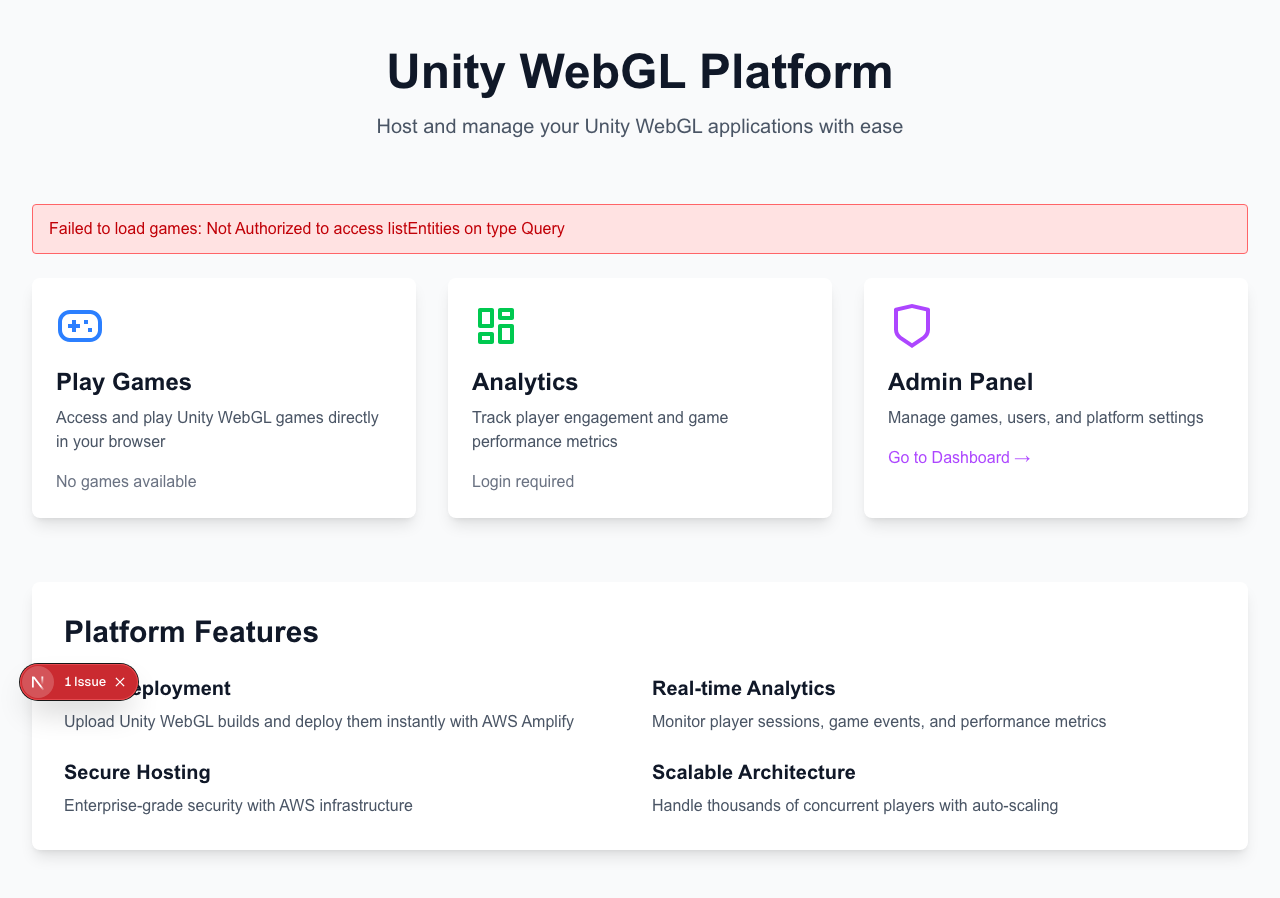 Unity WebGL Platform
Host and manage your Unity WebGL applications with ease
Failed to load games: Not Authorized to access listEntities on type Query
Play Games
Access and play Unity WebGL games directly
in your browser
No games available
Analytics
Track player engagement and game
performance metrics
Login required
Admin Panel
Manage games, users, and platform settings
Go to Dashboard →
Platform Features
eployment
Upload Unity WebGL builds and deploy them instantly with AWS Amplify
Real-time Analytics
Monitor player sessions, game events, and performance metrics
Secure Hosting
Enterprise-grade security with AWS infrastructure
Scalable Architecture
Handle thousands of concurrent players with auto-scaling
N 1 Issue